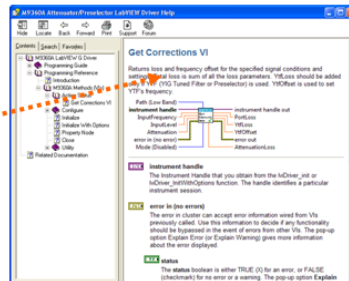 M9360A Attenuator/Preselector LabVIEW Driver Help
Hide Locate Back Forward Print Support Forum
Contents Search Favorites
M9360A LabVIEW G Driver
Programming Guide
Programming Reference
Introduction
M9360A Methods (VIs)
Action Status
Get Corrections VI
Configure
Initialize
Initialize With Options
Property Node
Close
Utility
Related Documentation
Get Corrections VI
Returns loss and frequency offset for the specified signal conditions and
loss is sum of all the loss parameters. YtfLoss should be added
(YIG Tuned Filter or Preselector) is used. YtfOffset is used to set
YTF's frequency.
Path (Low Band)
instrument handle
InputFrequency
InputLevel
Attenuation
error in (no error)
Mode (Disabled)
instrument handle out
PortLoss
YtfLoss
YtfOffset
error out
AttenuationLoss
instrument handle
The Instrument Handle that you obtain from the IviDriver_init or
IviDriver_InitWithOptions function. The handle identifies a particular
instrument session.
error in (no errors)
The error in cluster can accept error information wired from VIs
previously called. Use this information to decide if any functionality
should be bypassed in the event of errors from other VIs. The pop-up
option Explain Error (or Explain Warning) gives more information
about the error displayed.
status
The status boolean is either TRUE (X) for an error, or FALSE
(checkmark) for no error or a warning. The pop-up option Explain